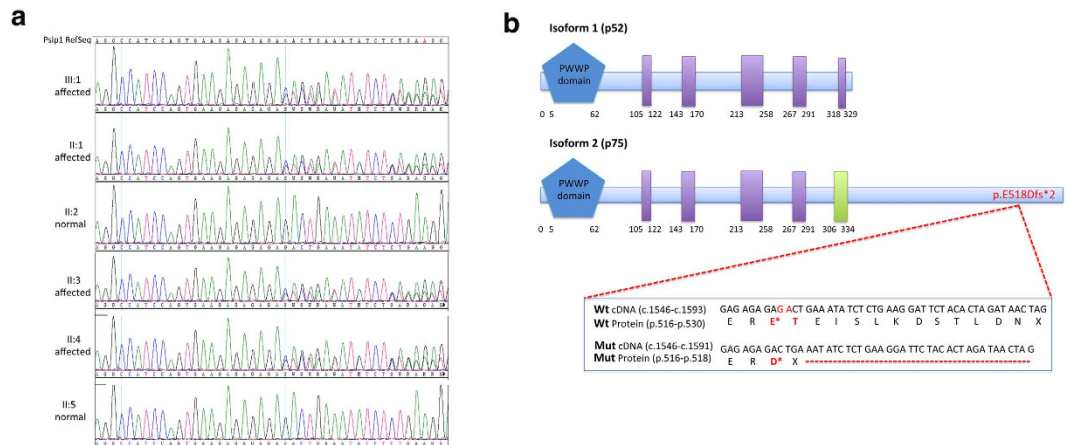 a
Psip1 RefSeq
A G G C C A T C C A G T G A A G A G A G A G A G A C T G A A A T A T C T C T G A A G G
III:1
affected
II:1
affected
II:2
normal
A G G C C A T C C A G T G A A G A G A G A G A G A C T G A A A T A T C T C T G A A G G
II:3
affected
II:4
affected
II:5
normal
A G G C C A T C C A G T G A A G A G A G A G A G A C T G A A A T A T C T C T G A A G G
b
Isoform 1 (p52)
PWWP
domain
0 5 62 105 122 143 170 213 258 267 291 318 329
Isoform 2 (p75)
PWWP
domain
p.E518Dfs*2
0 5 62 105 122 143 170 213 258 267 291 306 334
Wt cDNA (c.1546-c.1593) GAG AGA GAGA CT GAA ATA TCT CTG AAG GAT TCT ACA CTA GAT AAC TAG
Wt Protein (p.516-p.530) E R E* T E I S L K D S T L D N X
Mut cDNA (c.1546-c.1591) GAG AGA GACTGA AAT ATC TCT GAA GGA TTC TAC ACT AGA TAA CTA G
Mut Protein (p.516-p.518) E R D* X